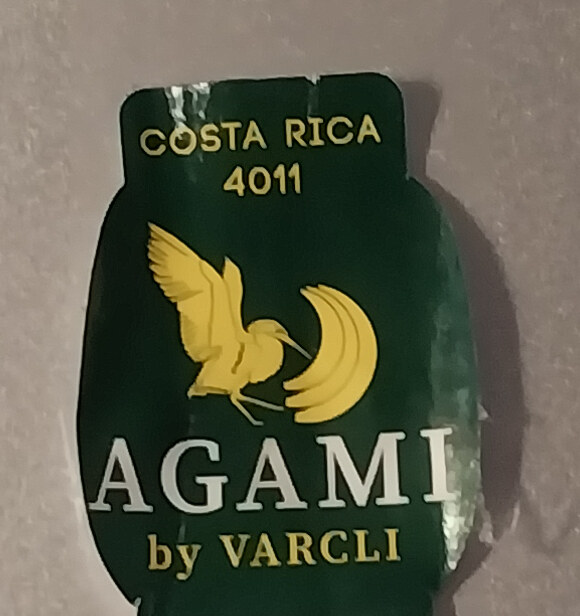 COSTA RICA
4011
AGAMI
by VARCLI